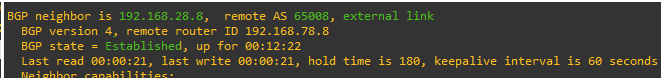 BGP neighbor is 192.168.28.8,  remote AS 65008, external link
  BGP version 4, remote router ID 192.168.78.8
  BGP state = Established, up for 00:12:22
  Last read 00:00:21, last write 00:00:21, hold time is 180, keepalive interval is 60 seconds
  Neighbor capabilities: